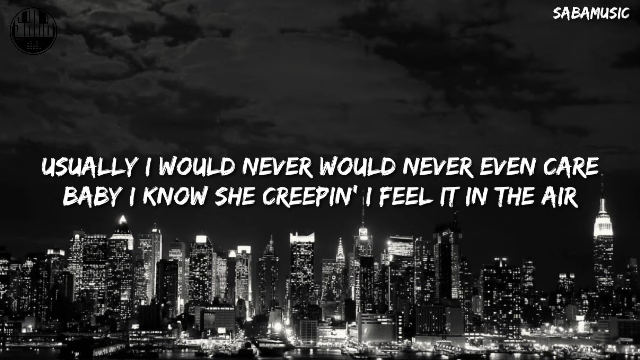 SABAMUSIC
USUALLY I WOULD NEVER WOULD NEVER EVEN CARE
BABY I KNOW SHE CREEPIN' I FEEL IT IN THE AIR